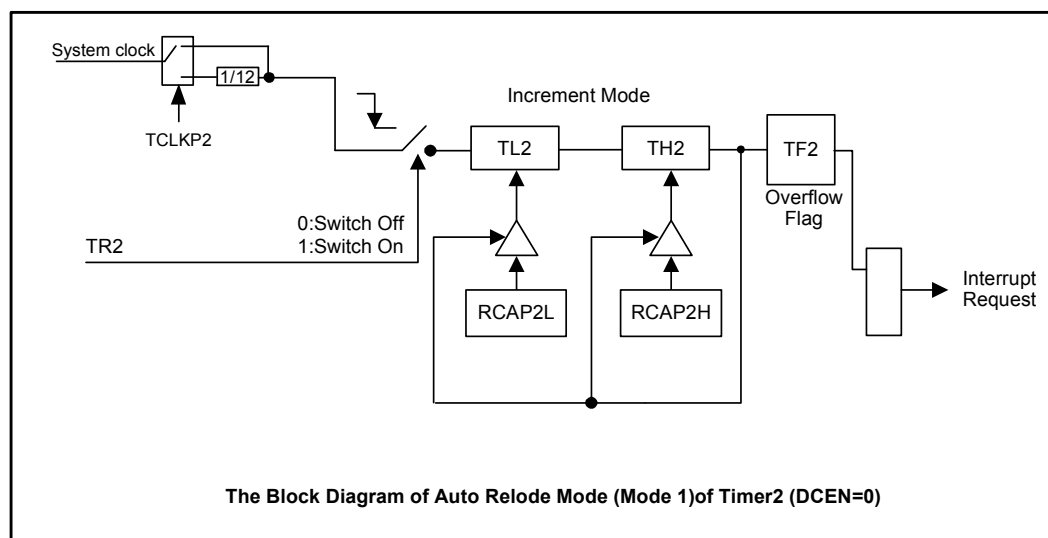 System clock
1/12
TCLKP2
Increment Mode
TL2
TH2
TF2
Overflow
Flag
0:Switch Off
1:Switch On
TR2
RCAP2L
RCAP2H
Interrupt
Request
The Block Diagram of Auto Relode Mode (Mode 1)of Timer2 (DCEN=0)